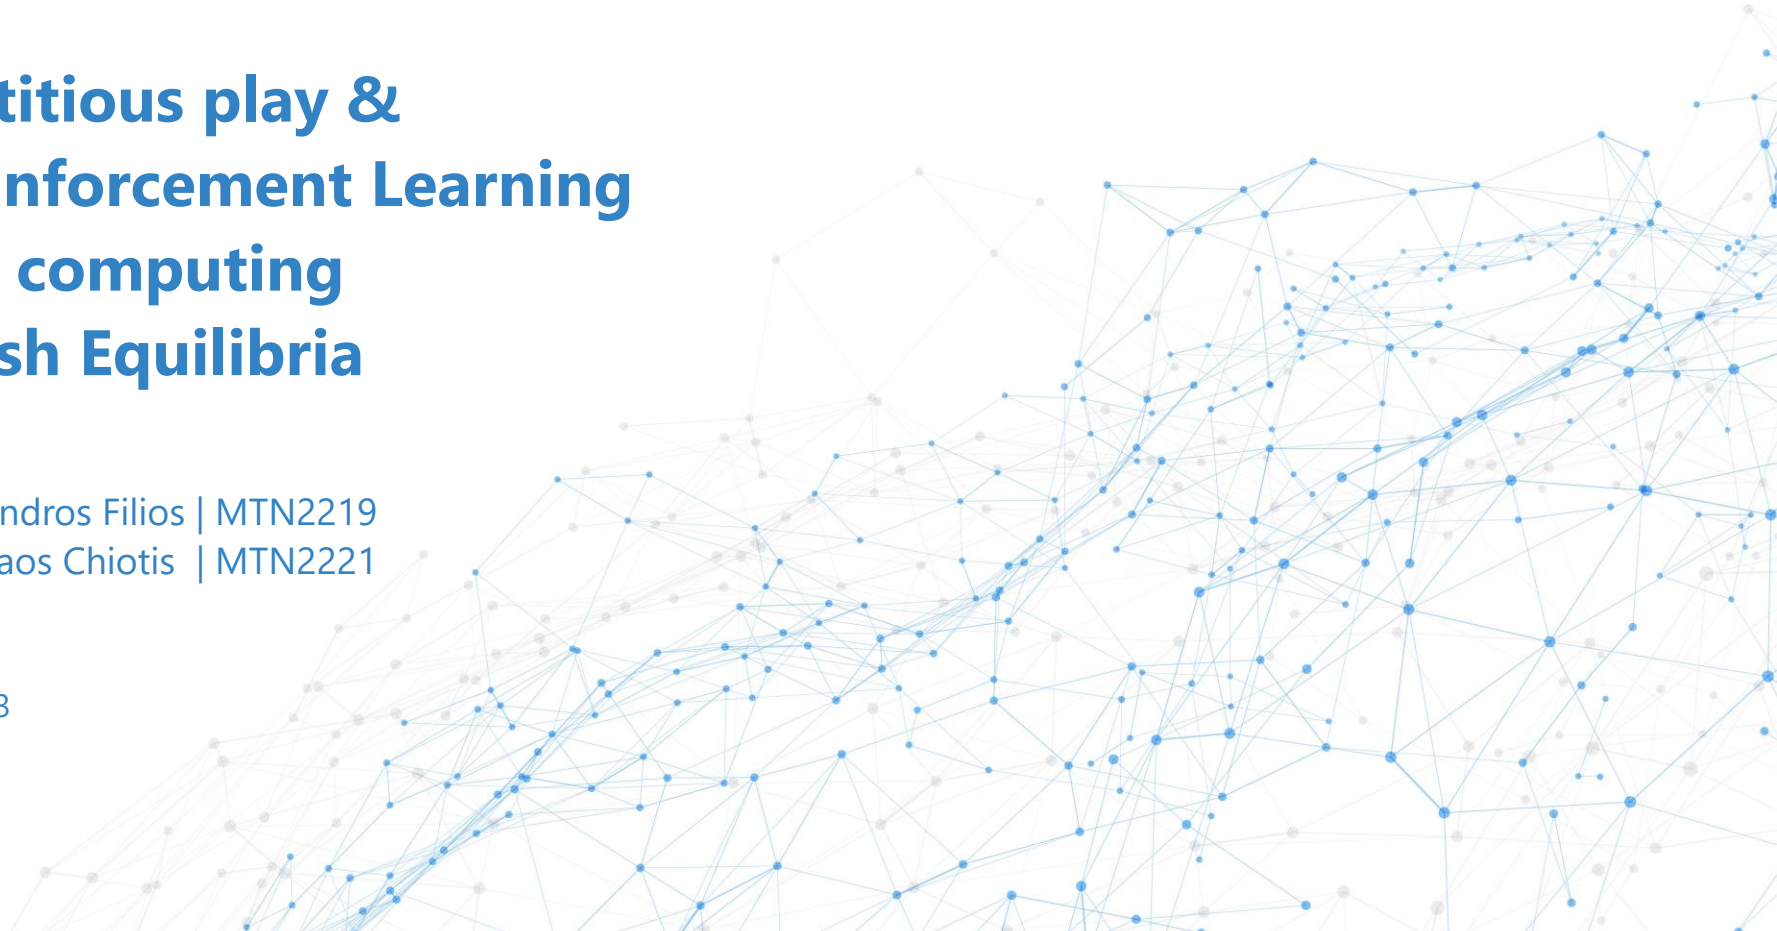 titious play &
nforcement Learning
computing
sh Equilibria
ndros Filios | MTN2219
aos Chiotis | MTN2221
3